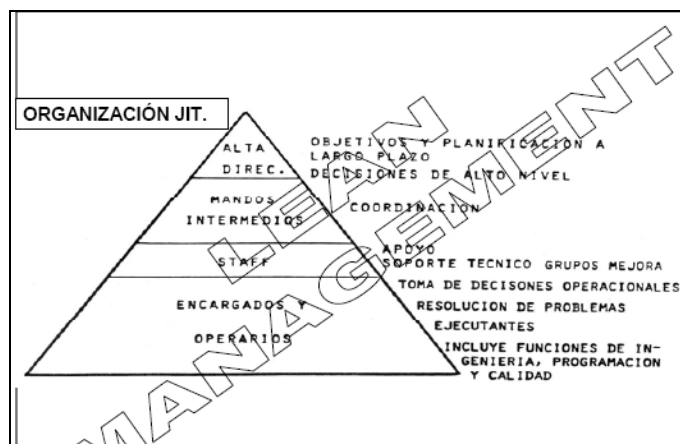 ORGANIZACIÓN JIT.
ALTA
DIREC.
OBJETIVOS Y PLANIFICACION A
LARGO PLAZO
DECISIONES DE ALTO NIVEL
MANDOS
INTERMEDIOS
COORDINACION
STAFF
APOYO
SOPORTE TECNICO GRUPOS MEJORA
ENCARGADOS Y
OPERARIOS
TOMA DE DECISONES OPERACIONALES
RESOLUCION DE PROBLEMAS
EJECUTANTES
INCLUYE FUNCIONES DE IN-
GENIERIA, PROGRAMACION
Y CALIDAD
LEAN
MANAGEMENT